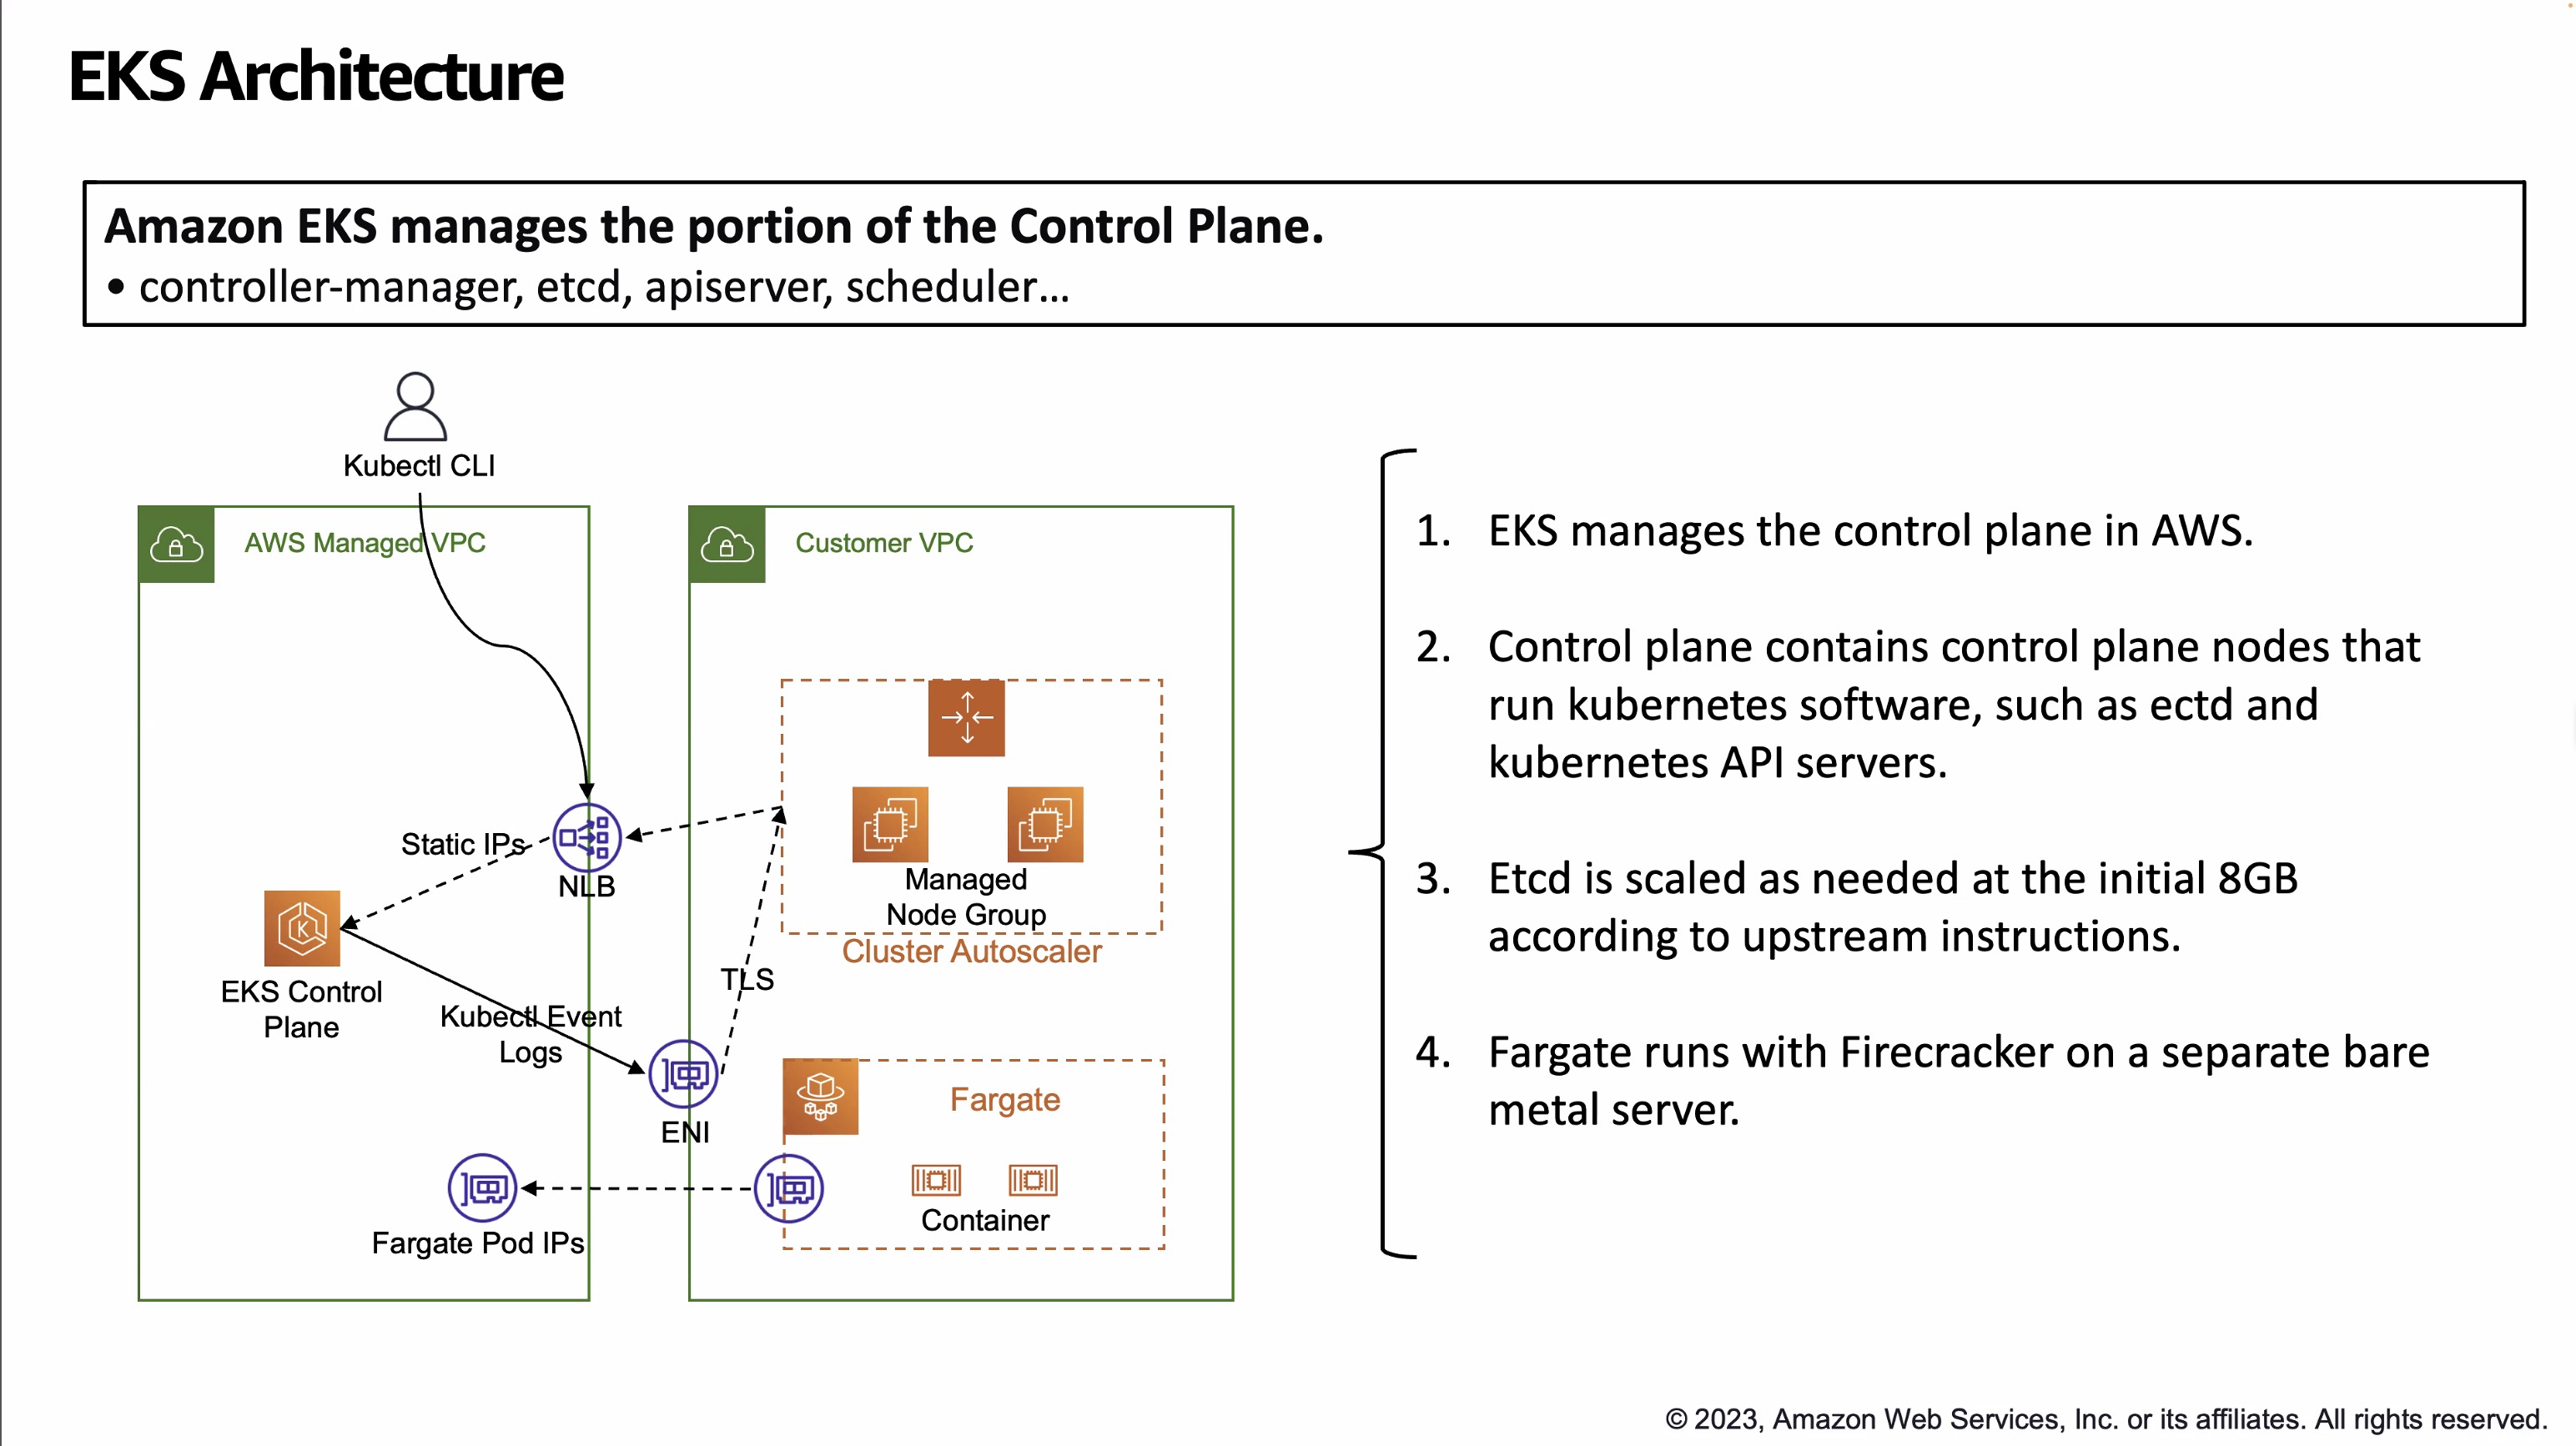 EKS Architecture
Amazon EKS manages the portion of the Control Plane.
• controller-manager, etcd, apiserver, scheduler...
Kubectl CLI
AWS Managed VPC
Customer VPC
Static IPs
NLB
EKS Control
Plane
Kubectl Event
Logs
TLS
ENI
Fargate Pod IPs
Managed
Node Group
Cluster Autoscaler
Fargate
Container
1. EKS manages the control plane in AWS.
2. Control plane contains control plane nodes that
run kubernetes software, such as ectd and
kubernetes API servers.
3. Etcd is scaled as needed at the initial 8GB
according to upstream instructions.
4. Fargate runs with Firecracker on a separate bare
metal server.
© 2023, Amazon Web Services, Inc. or its affiliates. All rights reserved.